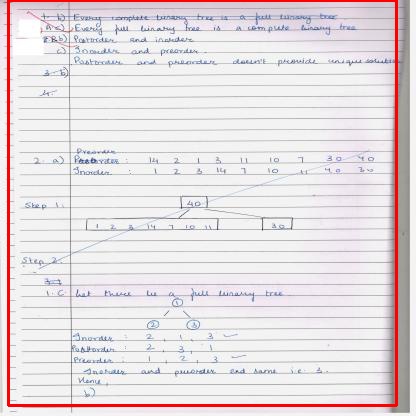 1. b) Every complete binary tree is a full binary tree.
A c) Every full binary tree is a complete binary tree
2 B b) Postorder and inorder
c) Inorder and preorder.
Postorder and preorder doesn't provide unique solution
3. b)
4.
Preorder
2. a) Postorder : 14 2 1 3 11 10 7 30 40
Inorder : 1 2 3 14 7 10 11 40 30
Step 1: 40
1 2 3 14 7 10 11 30
Step 2.
3.
1. C. Let there be a full binary tree.
1
2 3
Inorder : 2, 1, 3
Postorder : 2, 3, 1
Preorder : 1, 2, 3
Inorder and preorder end same i.e. 3.
Hence,
b)